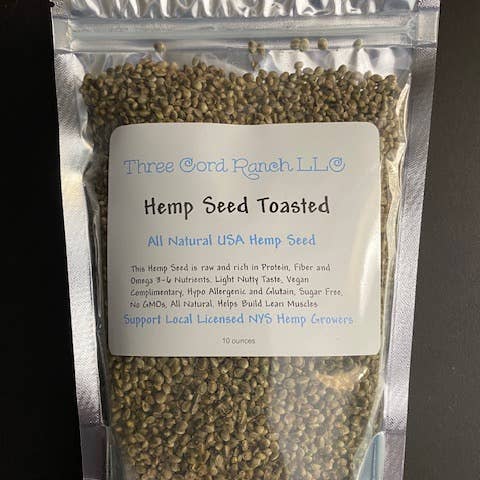 Three Cord Ranch LLC
Hemp Seed Toasted
All Natural USA Hemp Seed
This Hemp Seed is raw and rich in Protein, Fiber and
Omega 3-6 Nutrients. Light Nutty Taste, Vegan
Complimentary, Hypo Allergenic and Glutain, Sugar Free,
No GMOs, All Natural, Helps Build Lean Muscles
Support Local Licensed NYS Hemp Growers
10 ounces